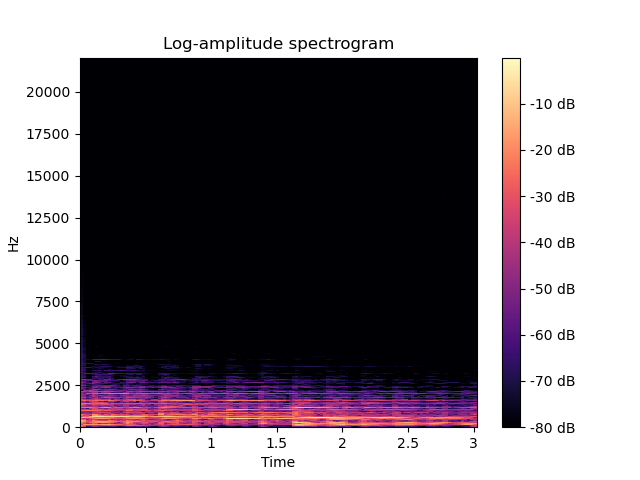 Log-amplitude spectrogram
Hz
20000
17500
15000
12500
10000
7500
5000
2500
0
0 0.5 1 1.5 2 2.5 3
Time
-10 dB
-20 dB
-30 dB
-40 dB
-50 dB
-60 dB
-70 dB
-80 dB